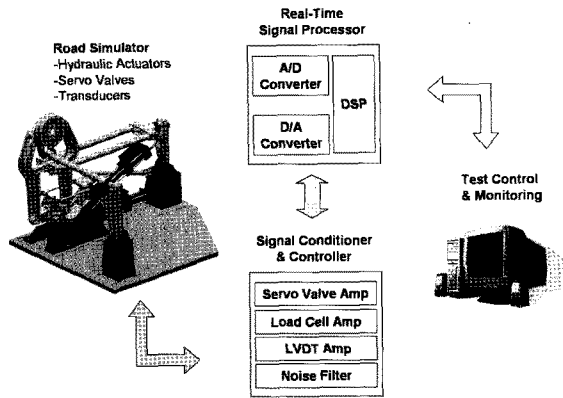 Real-Time
Signal Processor
Road Simulator
-Hydraulic Actuators
-Servo Valves
-Transducers
A/D
Converter
DSP
D/A
Converter
Test Control
& Monitoring
Signal Conditioner
& Controller
Servo Valve Amp
Load Cell Amp
LVDT Amp
Noise Filter